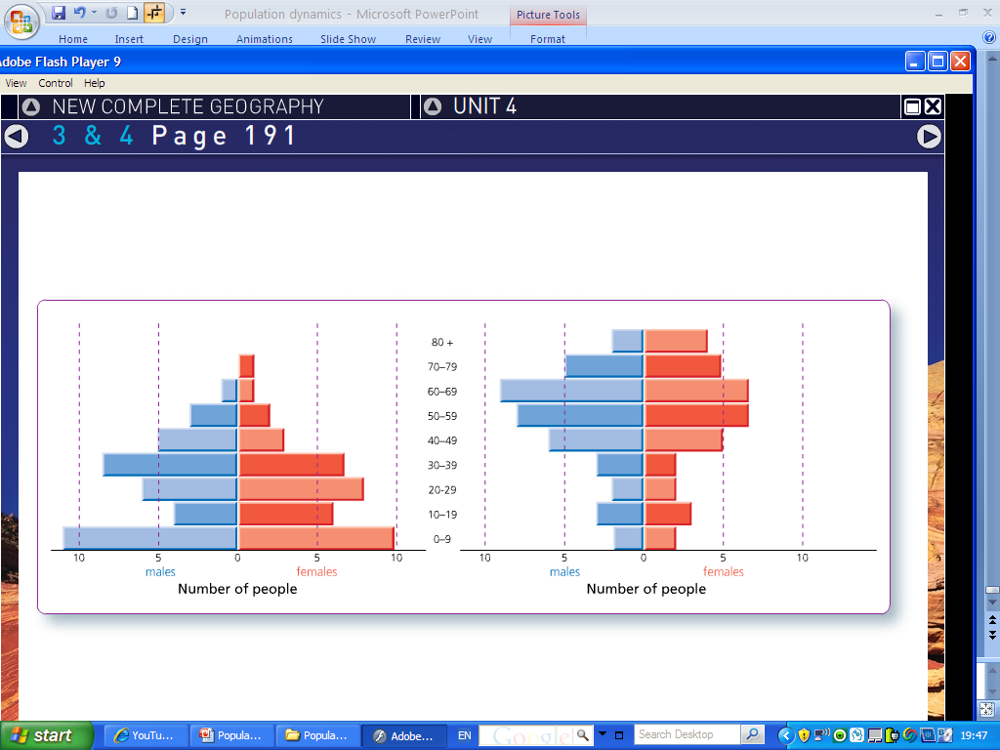 Population dynamics - Microsoft PowerPoint
Picture Tools
Home Insert Design Animations Slide Show Review View Format
Adobe Flash Player 9
View Control Help
NEW COMPLETE GEOGRAPHY
UNIT 4
3 & 4 Page 191
80 +
70–79
60–69
50–59
40–49
30–39
20-29
10–19
0–9
10 5 0 5 10
males females
Number of people
10 5 0 5 10
males females
Number of people
start YouTu... Popula... Popula... Adobe... EN Google Search Desktop 19:47